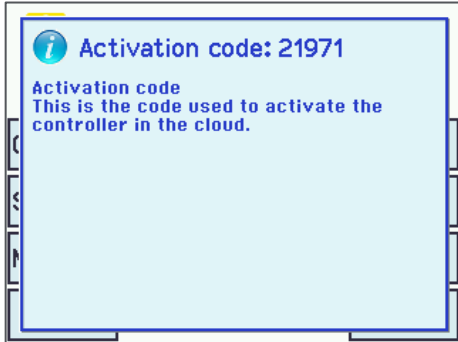 Activation code: 21971
Activation code
This is the code used to activate the
controller in the cloud.